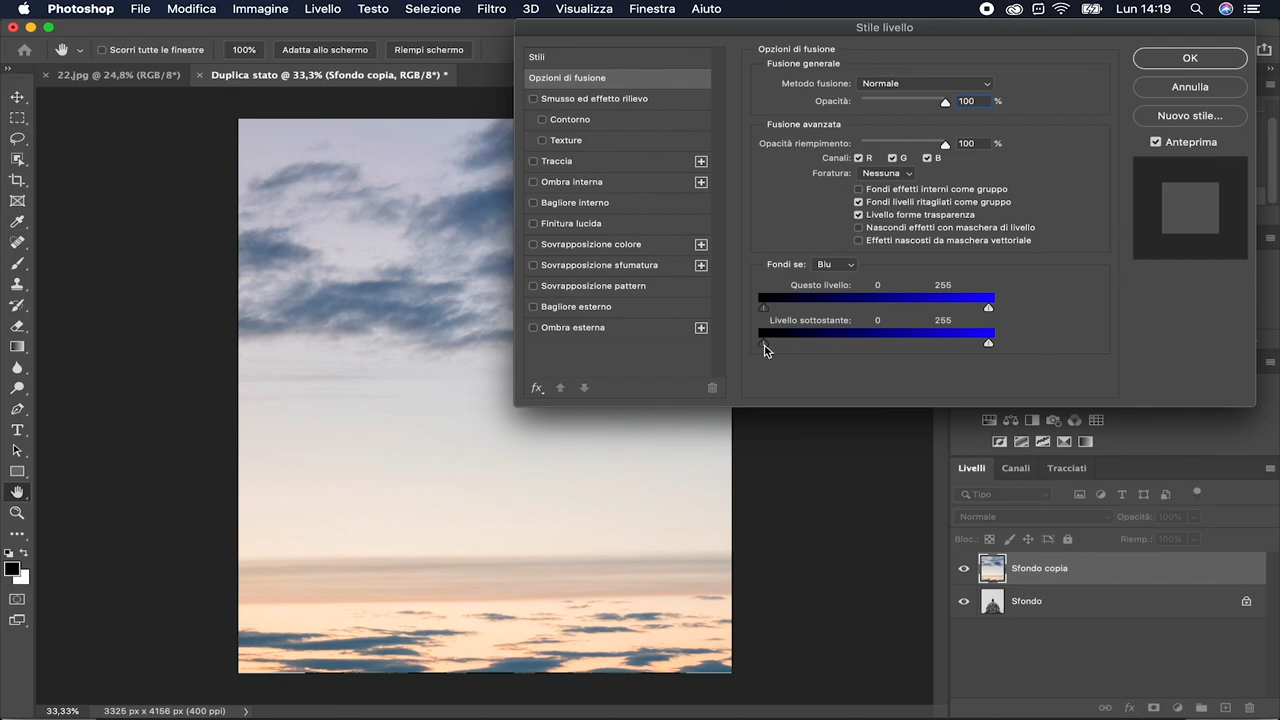 Photoshop File Modifica Immagine Livello Testo Selezione Filtro 3D Visualizza Finestra Aiuto Lun 14:19
Stile livello
Scorri tutte le finestre 100% Adatta allo schermo Riempi schermo
22.jpg @ 24,8% (RGB/8*) Duplica stato @ 33,3% (Sfondo copia, RGB/8*) *
Stili
Opzioni di fusione
Smusso ed effetto rilievo
Contorno
Texture
Traccia
Ombra interna
Bagliore interno
Finitura lucida
Sovrapposizione colore
Sovrapposizione sfumatura
Sovrapposizione pattern
Bagliore esterno
Ombra esterna
fx
Opzioni di fusione
Fusione generale
Metodo fusione: Normale
Opacità: 100 %
Fusione avanzata
Opacità riempimento: 100 %
Canali: R G B
Foratura: Nessuna
Fondi effetti interni come gruppo
Fondi livelli ritagliati come gruppo
Livello forme trasparenza
Nascondi effetti con maschera di livello
Effetti nascosti da maschera vettoriale
Fondi se: Blu
Questo livello: 0 255
Livello sottostante: 0 255
OK
Annulla
Nuovo stile...
Anteprima
Livelli Canali Tracciati
Tipo
Normale Opacità: 100%
Bloc.: Riemp.: 100%
Sfondo copia
Sfondo
fx
33,33% 3325 px x 4156 px (400 ppi)